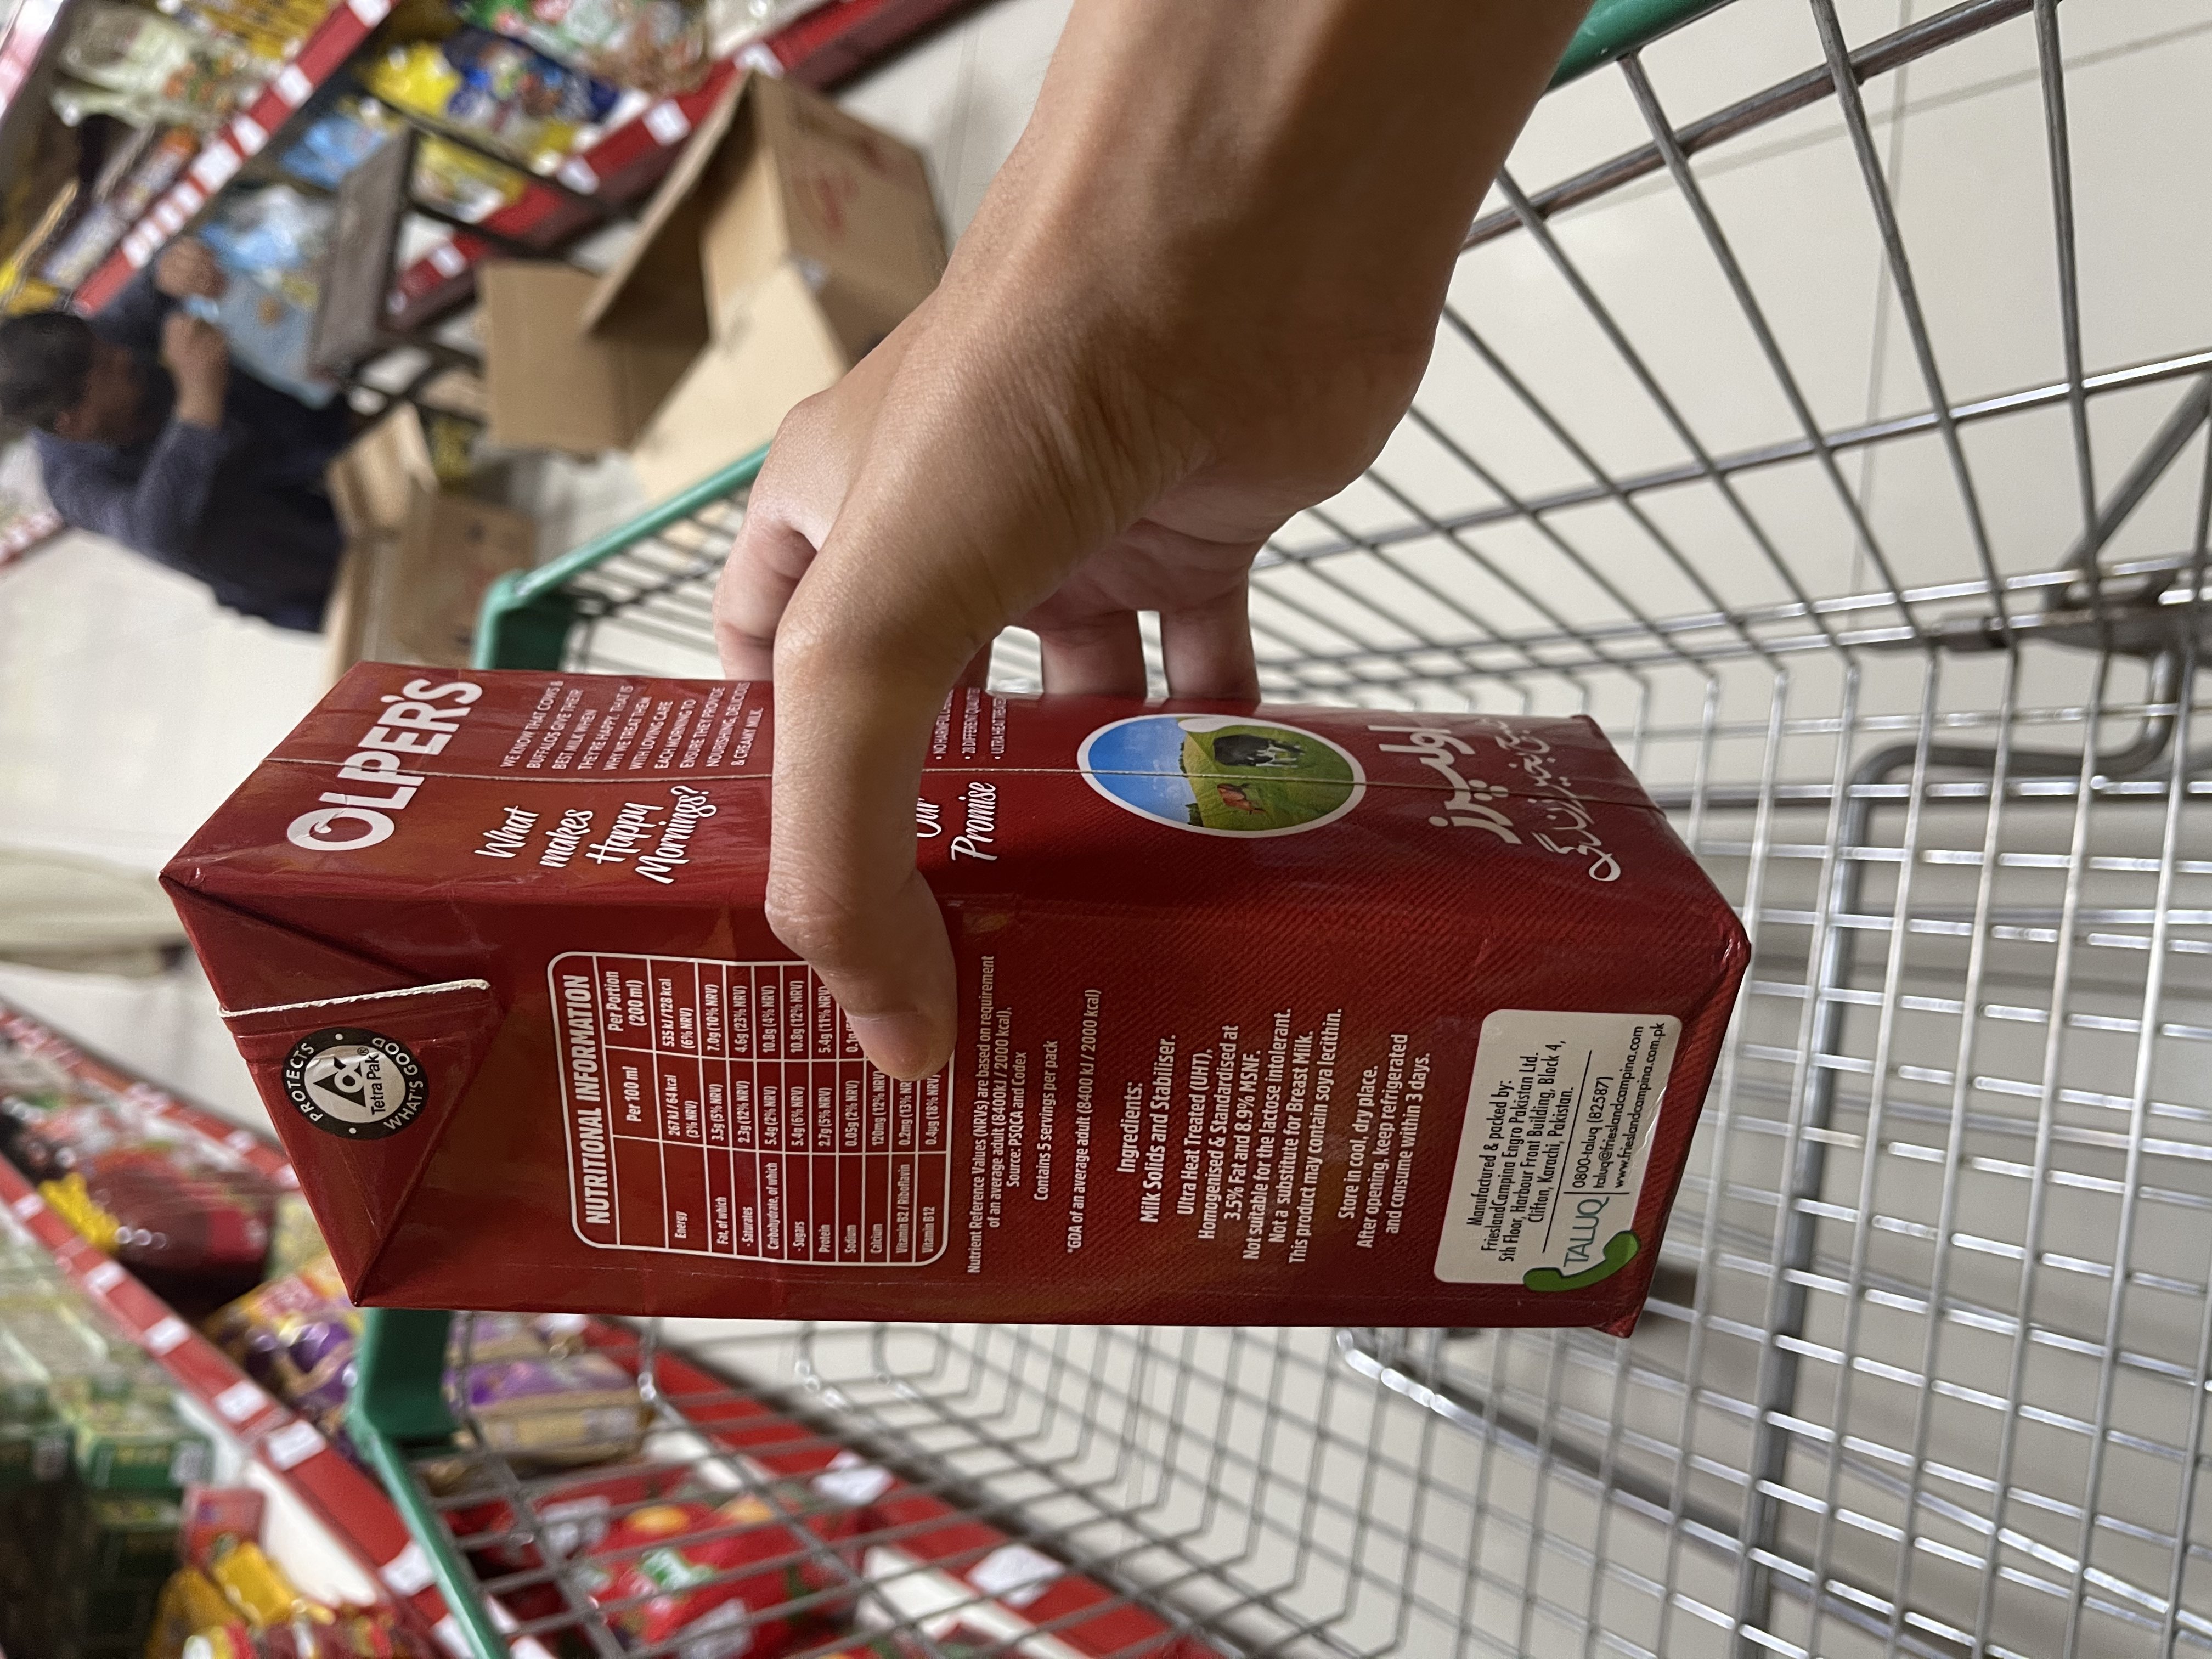 PROTECTS
Tetra Pak®
WHAT'S GOOD
NUTRITIONAL INFORMATION
Per 100 ml Per Portion (200 ml)
Energy 267 kJ / 64 kcal (3% NRV) 535 kJ / 128 kcal (6% NRV)
Fat, of which 3.5g (5% NRV) 7.0g (10% NRV)
- Saturates 2.3g (12% NRV) 4.6g (23% NRV)
Carbohydrate, of which 5.4g (2% NRV) 10.8g (4% NRV)
- Sugars 5.4g (6% NRV) 10.8g (12% NRV)
Protein 2.7g (5% NRV) 5.4g (11% NRV)
Sodium 0.05g (2% NRV)
Calcium 120mg (12% NRV)
Vitamin B2 / Riboflavin 0.2mg (13%
Vitamin B12 0.4µg (18% NRV)
Nutrient Reference Values (NRVs) are based on requirement
of an average adult (8400kJ / 2000 kcal),
Source: PSQCA and Codex
Contains 5 servings per pack
*GDA of an average adult (8400 kJ / 2000 kcal)
Ingredients:
Milk Solids and Stabiliser.
Ultra Heat Treated (UHT),
Homogenised & Standardised at
3.5% Fat and 8.9% MSNF.
Not suitable for the lactose intolerant.
Not a substitute for Breast Milk.
This product may contain soya lecithin.
Store in cool, dry place.
After opening, keep refrigerated
and consume within 3 days.
Manufactured & packed by:
FrieslandCampina Engro Pakistan Ltd.
5th Floor, Harbour Front Building, Block 4,
Clifton, Karachi, Pakistan.
TALUQ
0800-taluq (82587)
taluq@frieslandcampina.com
www.frieslandcampina.com.pk
OLPER'S
What
makes
Happy
Mornings?
WE KNOW THAT COWS &
BUFFALOS GIVE THEIR
BEST MILK WHEN
THEY'RE HAPPY. THAT IS
WHY WE TREAT THEM
WITH LOVING CARE
EACH MORNING TO
ENSURE THEY PROVIDE
NOURISHING, DELICIOUS
& CREAMY MILK.
Our
Promise
• NO HARMFUL
• 28 DIFFERENT QUALITY
• ULTRA HEAT TREATED
اولپرز
صبح بخیر زندگی